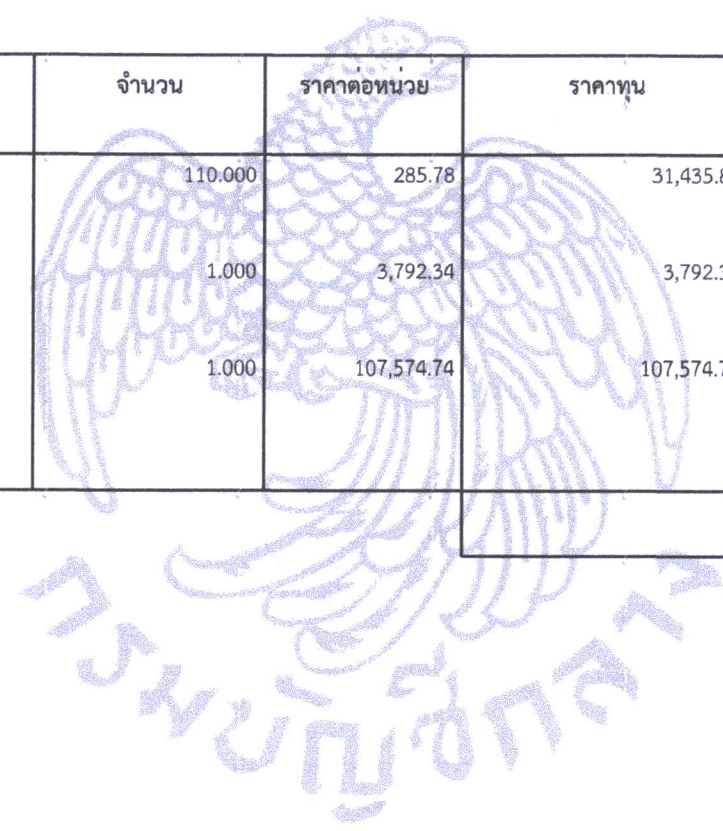 จำนวน ราคาต่อหน่วย ราคาทุน
110.000 285.78 31,435.8
1.000 3,792.34 3,792.3
1.000 107,574.74 107,574.7
กรมบัญชีกลาง